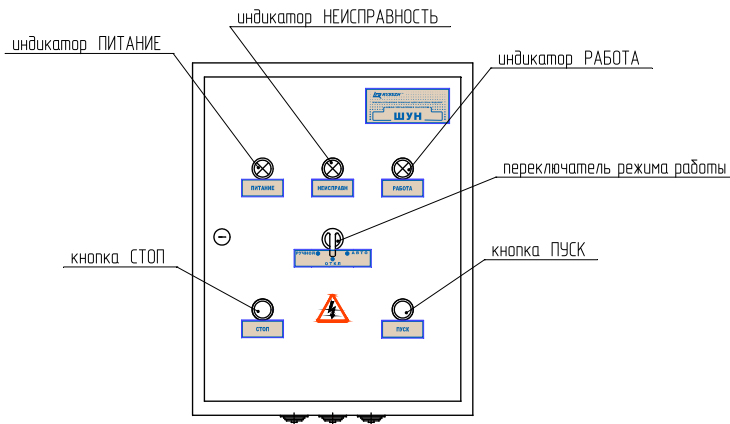 индикатор НЕИСПРАВНОСТЬ
индикатор ПИТАНИЕ
индикатор РАБОТА
ШУН
переключатель режима работы
ПИТАНИЕ
НЕИСПРАВН
РАБОТА
РУЧНОЙ АВТО
ОТКЛ
кнопка СТОП
кнопка ПУСК
СТОП
ПУСК